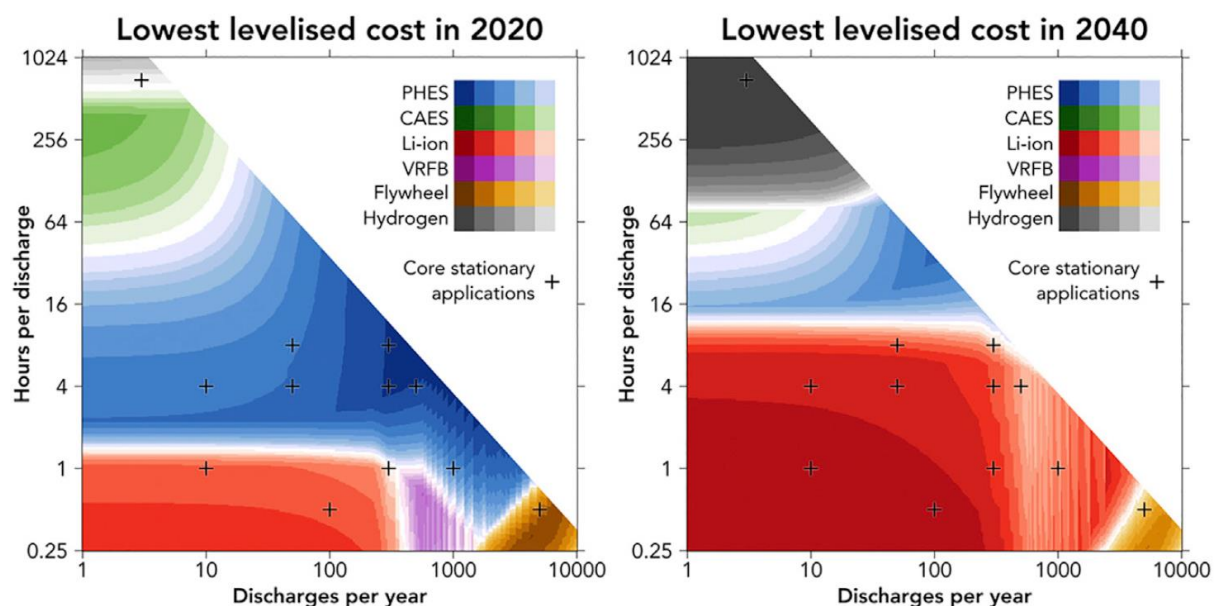 Lowest levelised cost in 2020
1024
256
64
16
4
1
0.25
Hours per discharge
PHES
CAES
Li-ion
VRFB
Flywheel
Hydrogen
Core stationary
applications
1
10
100
1000
10000
Discharges per year
Lowest levelised cost in 2040
1024
256
64
16
4
1
0.25
Hours per discharge
PHES
CAES
Li-ion
VRFB
Flywheel
Hydrogen
Core stationary
applications
1
10
100
1000
10000
Discharges per year